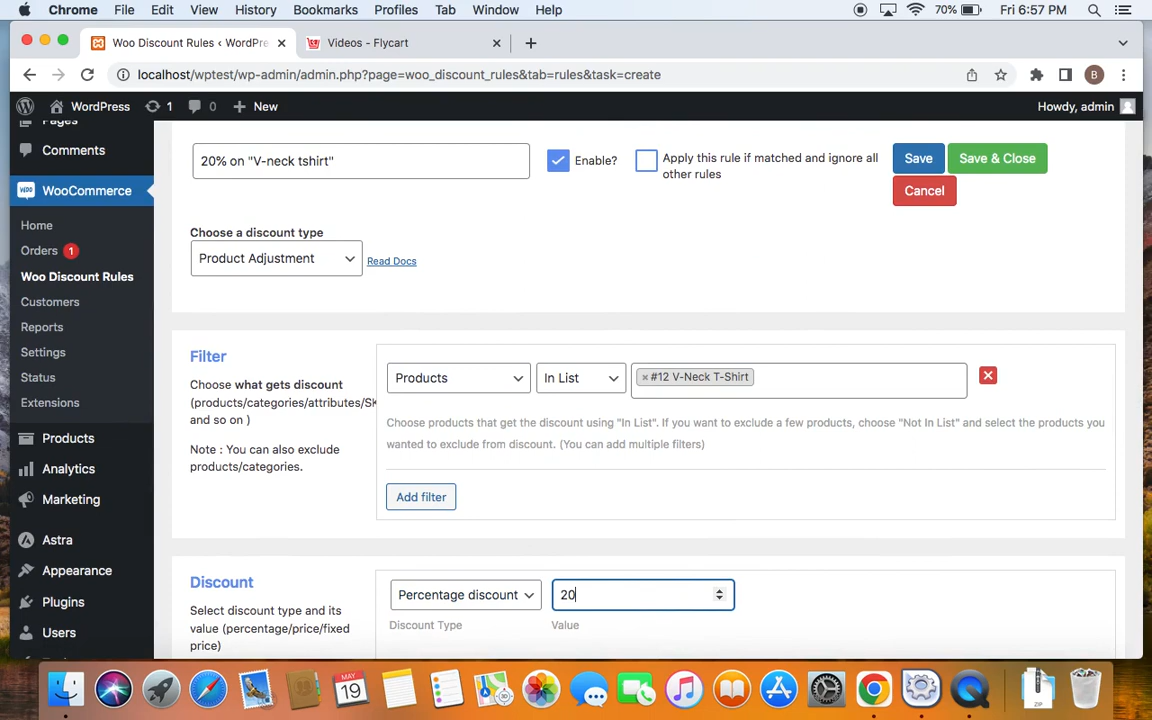 Chrome File Edit View History Bookmarks Profiles Tab Window Help 70% Fri 6:57 PM
Woo Discount Rules ‹ WordPre Videos - Flycart
localhost/wptest/wp-admin/admin.php?page=woo_discount_rules&tab=rules&task=create B
WordPress 1 0 New Howdy, admin
Pages
Comments
WooCommerce
Home
Orders 1
Woo Discount Rules
Customers
Reports
Settings
Status
Extensions
Products
Analytics
Marketing
Astra
Appearance
Plugins
Users
20% on "V-neck tshirt"
Enable?
Apply this rule if matched and ignore all
other rules
Save
Save & Close
Cancel
Choose a discount type
Product Adjustment Read Docs
Filter
Choose what gets discount
(products/categories/attributes/SK
and so on )
Note : You can also exclude
products/categories.
Products In List × #12 V-Neck T-Shirt
Choose products that get the discount using "In List". If you want to exclude a few products, choose "Not In List" and select the products you
wanted to exclude from discount. (You can add multiple filters)
Add filter
Discount
Select discount type and its
value (percentage/price/fixed
price)
Percentage discount 20
Discount Type Value
MAY
19
ZIP